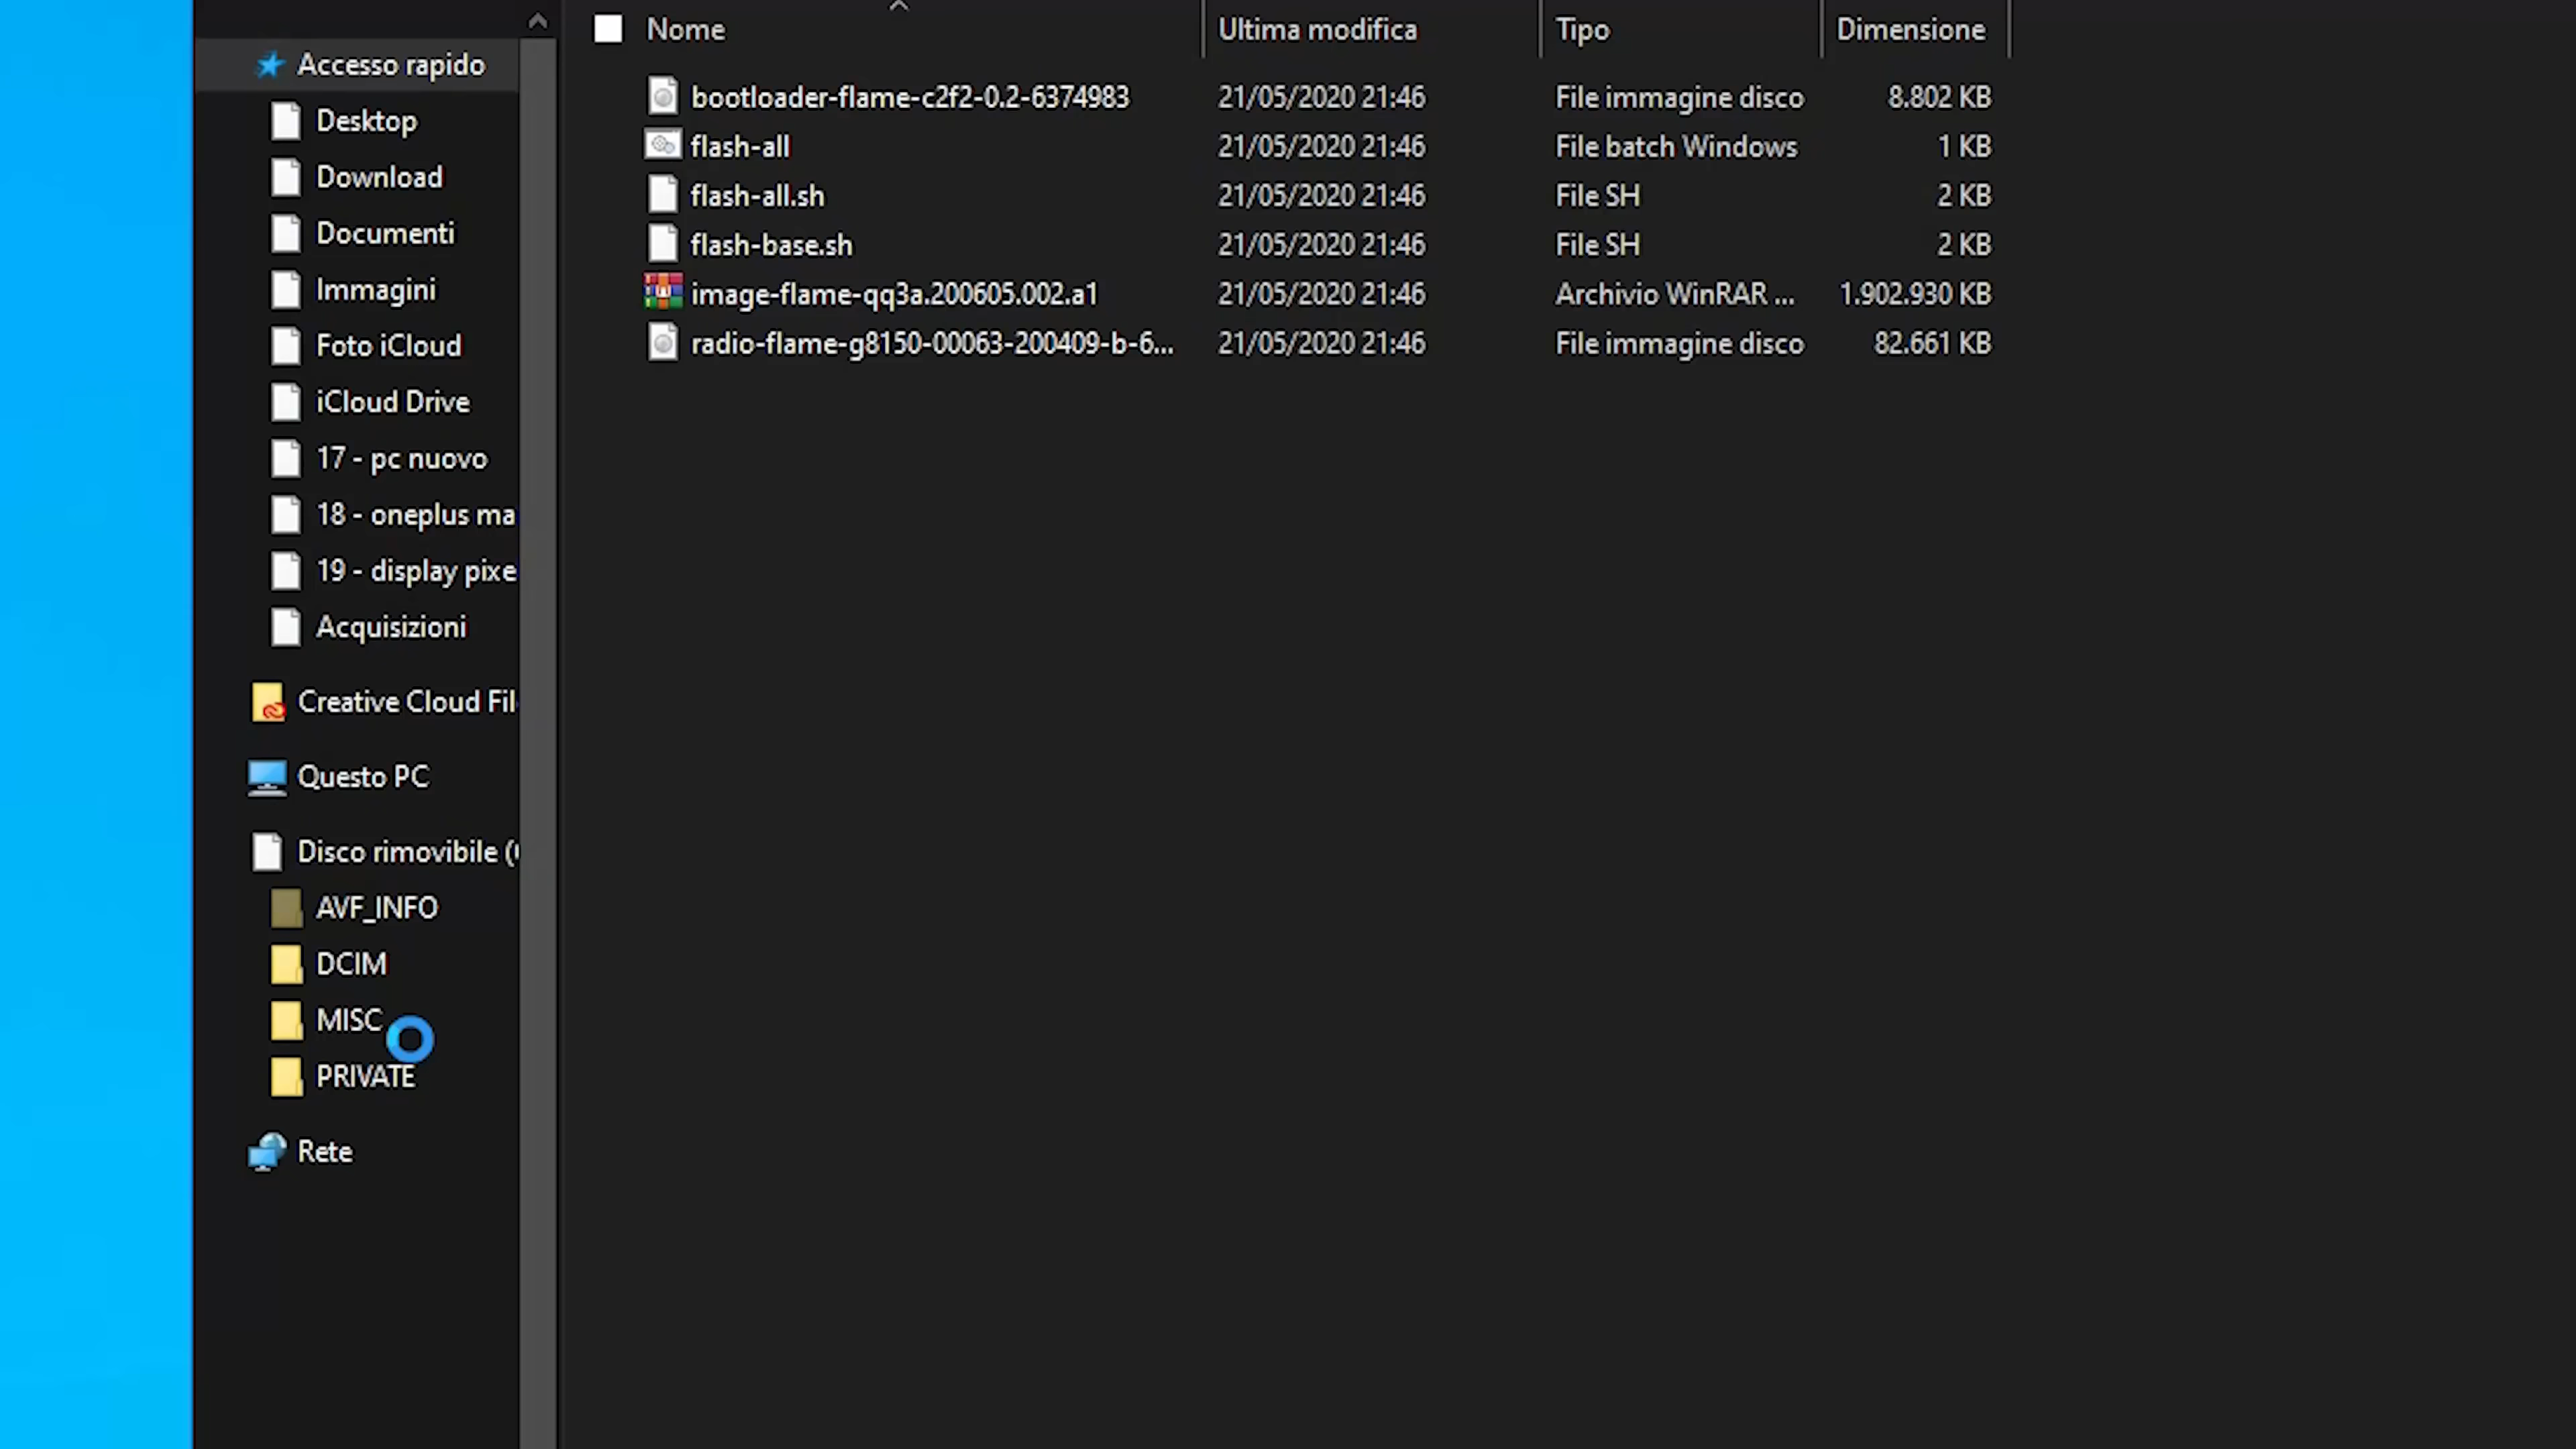 Accesso rapido
Desktop
Download
Documenti
Immagini
Foto iCloud
iCloud Drive
17 - pc nuovo
18 - oneplus ma
19 - display pixe
Acquisizioni
Creative Cloud Fil
Questo PC
Disco rimovibile (
AVF_INFO
DCIM
MISC
PRIVATE
Rete
Nome Ultima modifica Tipo Dimensione
bootloader-flame-c2f2-0.2-6374983 21/05/2020 21:46 File immagine disco 8.802 KB
flash-all 21/05/2020 21:46 File batch Windows 1 KB
flash-all.sh 21/05/2020 21:46 File SH 2 KB
flash-base.sh 21/05/2020 21:46 File SH 2 KB
image-flame-qq3a.200605.002.a1 21/05/2020 21:46 Archivio WinRAR ... 1.902.930 KB
radio-flame-g8150-00063-200409-b-6... 21/05/2020 21:46 File immagine disco 82.661 KB